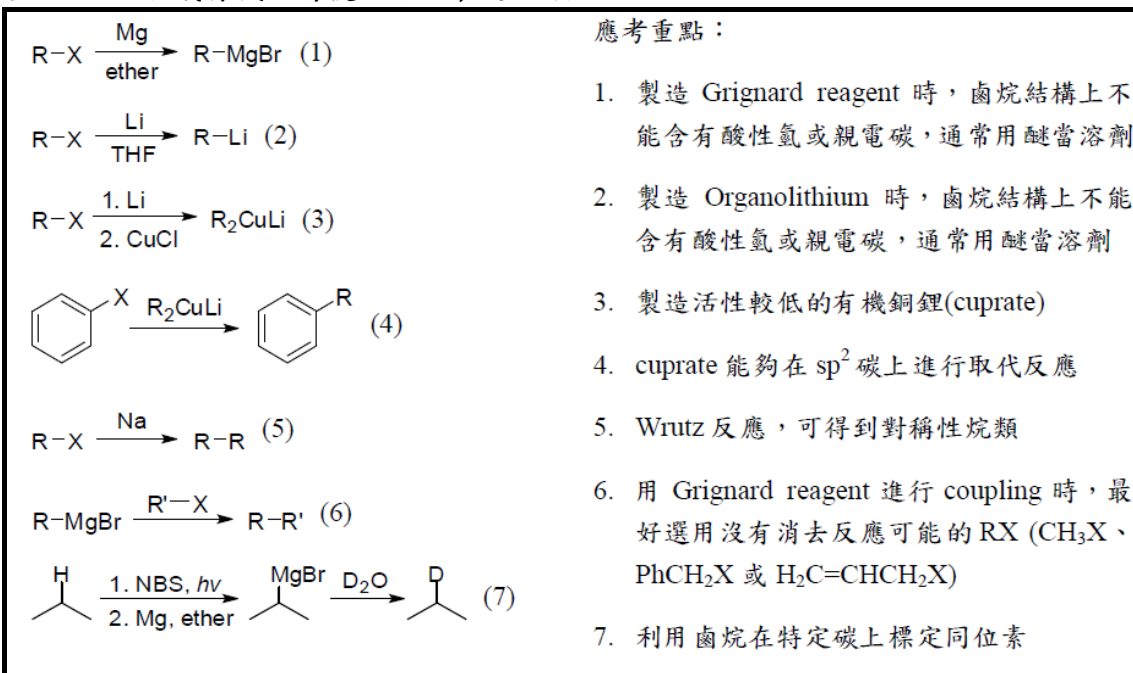 Mg
R-X → R-MgBr (1)
ether
Li
R-X → R-Li (2)
THF
1. Li
R-X → R2CuLi (3)
2. CuCl
X R2CuLi R (4)
Na
R-X → R-R (5)
R'-X
R-MgBr → R-R' (6)
H 1. NBS, hv MgBr D2O D (7)
2. Mg, ether
應考重點：
1. 製造 Grignard reagent 時，鹵烷結構上不
能含有酸性氫或親電碳，通常用醚當溶劑
2. 製造 Organolithium 時，鹵烷結構上不能
含有酸性氫或親電碳，通常用醚當溶劑
3. 製造活性較低的有機銅鋰(cuprate)
4. cuprate 能夠在 sp² 碳上進行取代反應
5. Wrutz 反應，可得到對稱性烷類
6. 用 Grignard reagent 進行 coupling 時，最
好選用沒有消去反應可能的 RX (CH3X、
PhCH2X 或 H2C=CHCH2X)
7. 利用鹵烷在特定碳上標定同位素